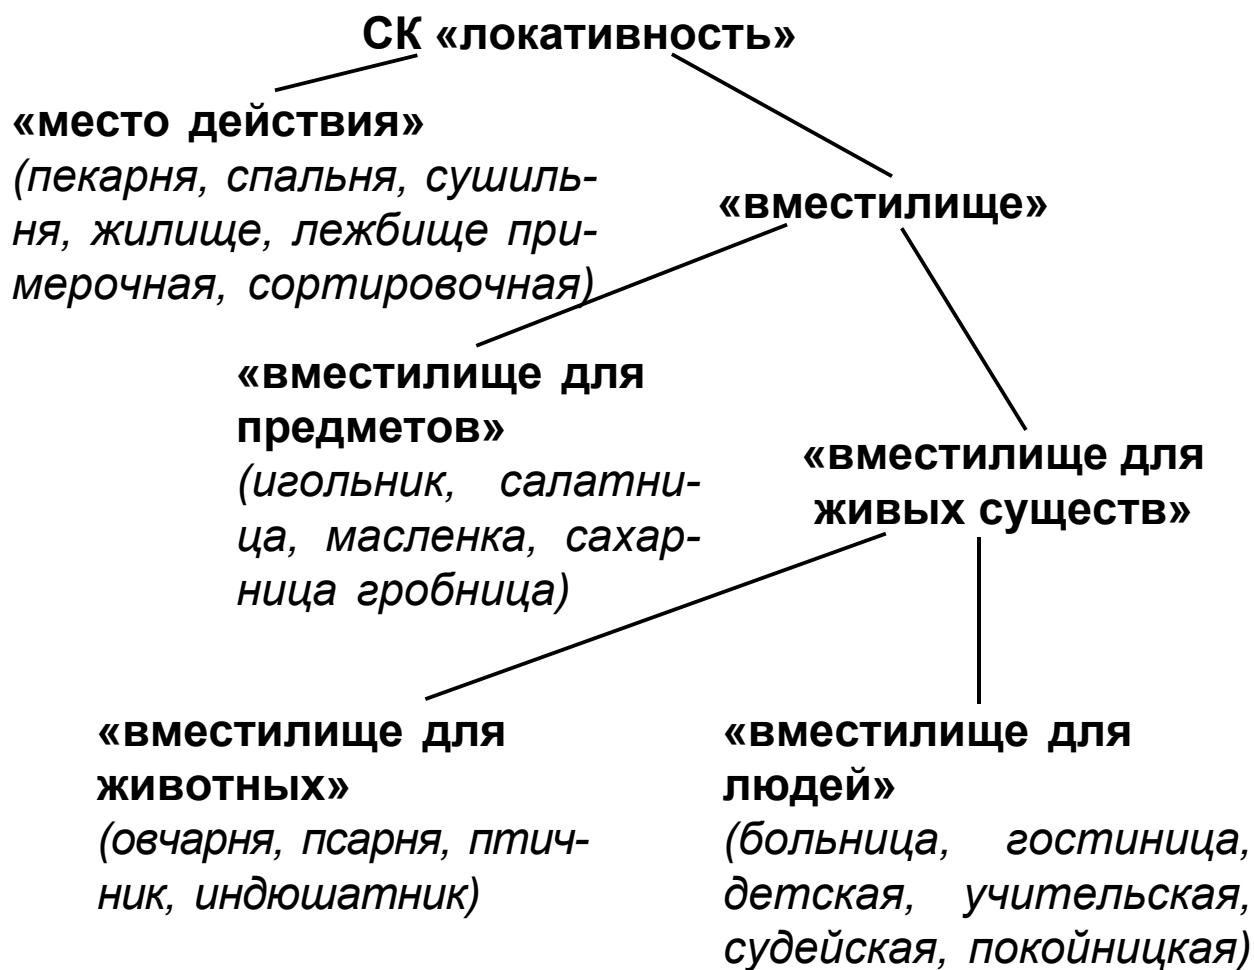 СК «локативность»
«место действия»
(пекарня, спальня, сушиль-
ня, жилище, лежбище при-
мерочная, сортировочная)
«вместилище»
«вместилище для
предметов»
(игольник, салатни-
ца, масленка, сахар-
ница гробница)
«вместилище для
живых существ»
«вместилище для
животных»
(овчарня, псарня, птич-
ник, индюшатник)
«вместилище для
людей»
(больница, гостиница,
детская, учительская,
судейская, покойницкая)